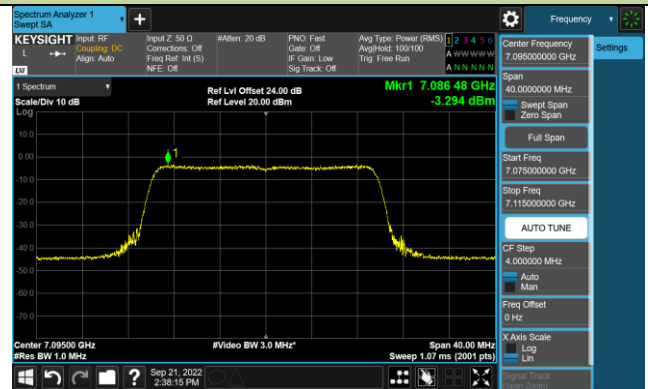 Spectrum Analyzer 1
Swept SA
+
Frequency
KEYSIGHT
L
Input: RF
Coupling: DC
Align: Auto
Input Z: 50 Ω
Corrections: Off
Freq Ref: Int (S)
NFE: Off
#Atten: 20 dB
PNO: Fast
Gate: Off
IF Gain: Low
Sig Track: Off
Avg Type: Power (RMS)
Avg|Hold: 100/100
Trig: Free Run
1 2 3 4 5 6
A W W W W W
A N N N N N
LXI
1 Spectrum
Scale/Div 10 dB
Log
Ref Lvl Offset 24.00 dB
Ref Level 20.00 dBm
Mkr1 7.086 48 GHz
-3.294 dBm
1
10.0
0.00
-10.0
-20.0
-30.0
-40.0
-50.0
-60.0
-70.0
Center 7.09500 GHz
#Res BW 1.0 MHz
#Video BW 3.0 MHz*
Span 40.00 MHz
Sweep 1.07 ms (2001 pts)
Center Frequency
7.095000000 GHz
Settings
Span
40.0000000 MHz
Swept Span
Zero Span
Full Span
Start Freq
7.075000000 GHz
Stop Freq
7.115000000 GHz
AUTO TUNE
CF Step
4.000000 MHz
Auto
Man
Freq Offset
0 Hz
X Axis Scale
Log
Lin
Signal Track
(Span Zoom)
?
Sep 21, 2022
2:38:15 PM